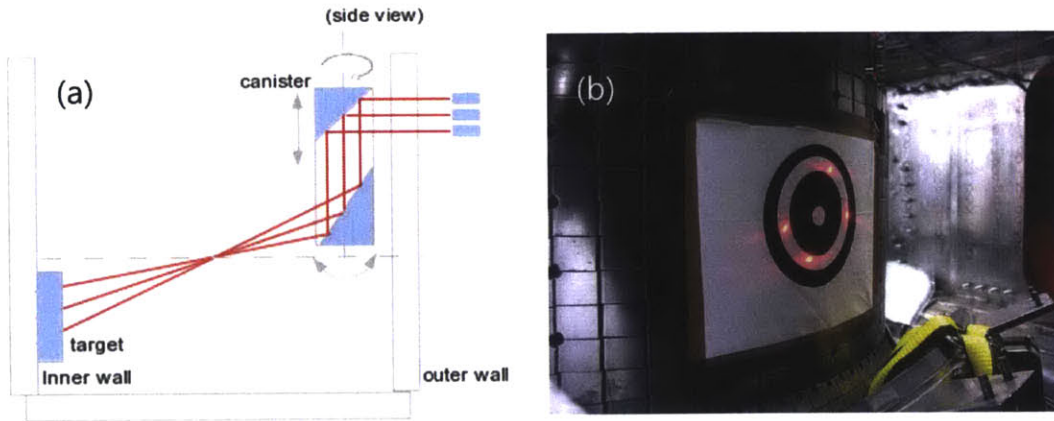 (side view)
(a)
canister
target
Inner wall
outer wall
(b)